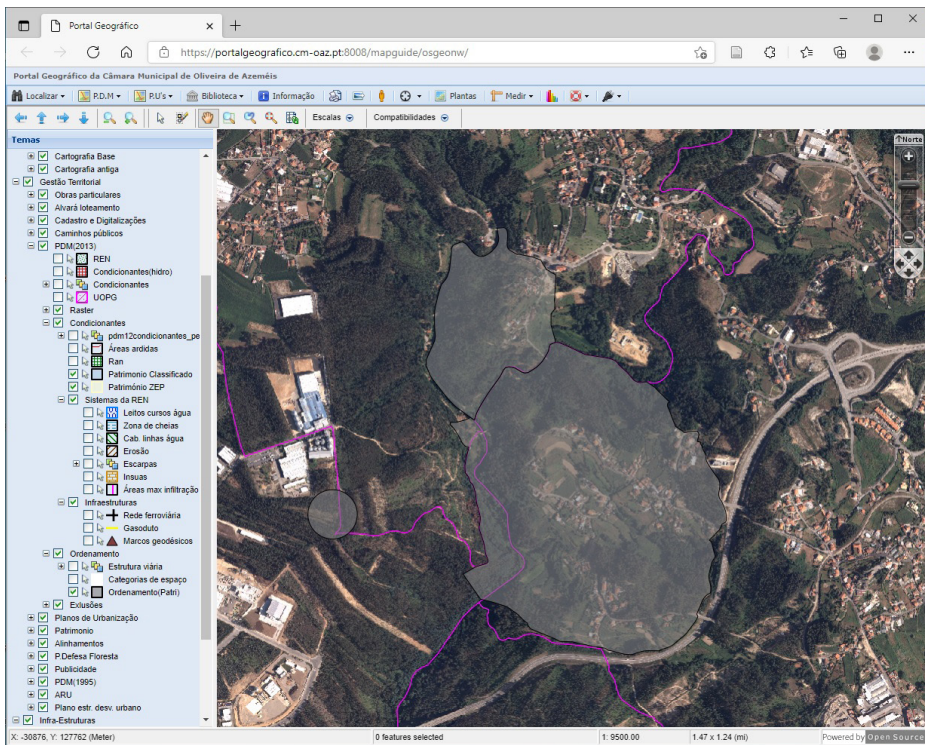 Portal Geográfico
https://portalgeografico.cm-oaz.pt:8008/mapguide/osgeonw/
Portal Geográfico da Câmara Municipal de Oliveira de Azeméis
Localizar P.D.M P.U's Biblioteca Informação Plantas Medir
Escalas Compatibilidades
Temas
Norte
Cartografia Base
Cartografia antiga
Gestão Territorial
Obras particulares
Alvará loteamento
Cadastro e Digitalizações
Caminhos públicos
PDM(2013)
REN
Condicionantes(hidro)
Condicionantes
UOPG
Raster
Condicionantes
pdm12condicionantes_pe
Áreas ardidas
Ran
Patrimonio Classificado
Património ZEP
Sistemas da REN
Leitos cursos água
Zona de cheias
Cab. linhas água
Erosão
Escarpas
Insuas
Áreas max infiltração
Infraestruturas
Rede ferroviária
Gasoduto
Marcos geodésicos
Ordenamento
Estrutura viária
Categorias de espaço
Ordenamento(Patri)
Exlusões
Planos de Urbanização
Patrimonio
Alinhamentos
P.Defesa Floresta
Publicidade
PDM(1995)
ARU
Plano estr. desv. urbano
Infra-Estruturas
X: -30876, Y: 127762 (Meter) 0 features selected 1: 9500.00 1.47 x 1.24 (mi) Powered by Open Source